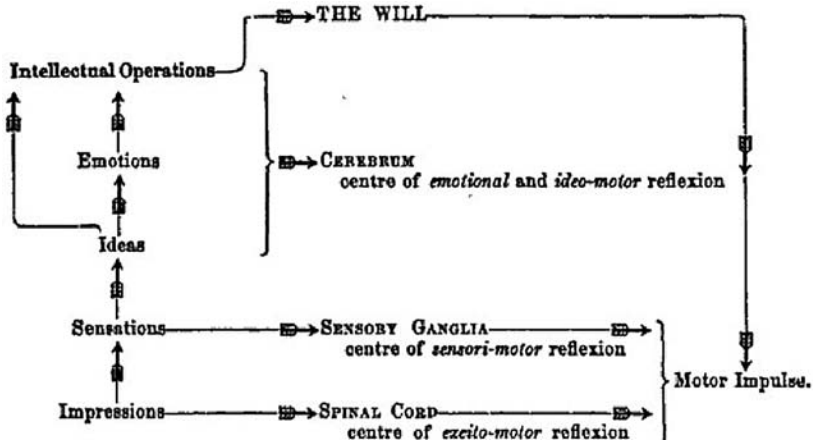 THE WILL
Intellectual Operations
Emotions
CEREBRUM
centre of emotional and ideo-motor reflexion
Ideas
Sensations
SENSORY GANGLIA
centre of sensori-motor reflexion
Motor Impulse.
Impressions
SPINAL CORD
centre of excito-motor reflexion